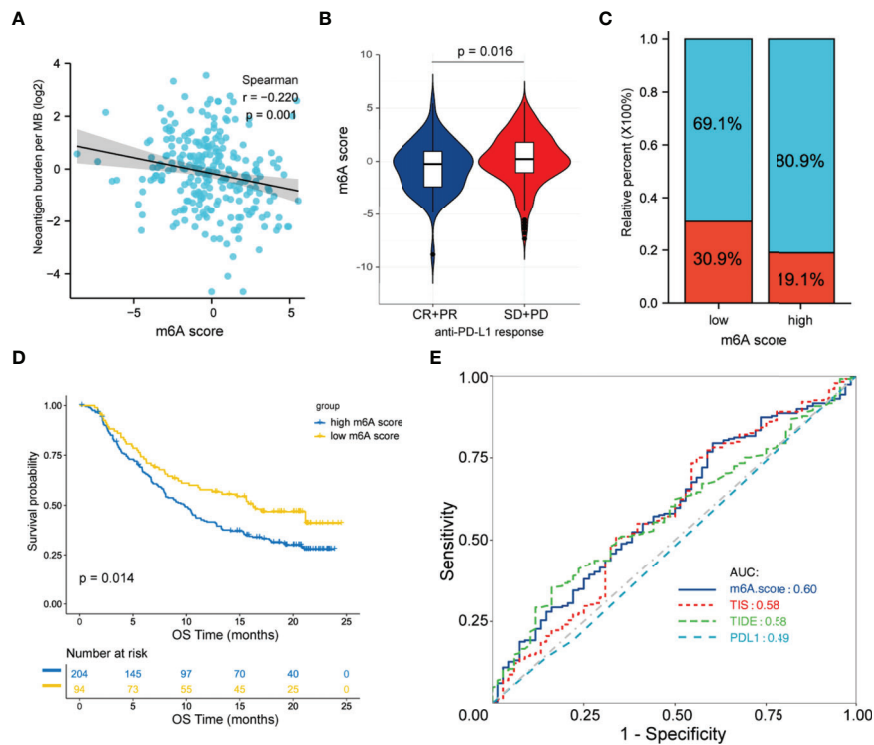 A
Neoantigen burden per MB (log2)
4
2
0
−2
−4
Spearman
r = −0.220
p = 0.001
−5
0
5
m6A score
B
p = 0.016
m6A score
10
5
0
−5
−10
CR+PR
SD+PD
anti-PD-L1 response
C
Relative percent (X100%)
1.0
0.8
0.6
0.4
0.2
0.0
69.1%
30.9%
80.9%
19.1%
low
high
m6A score
D
Survival probability
1.00
0.75
0.50
0.25
0.00
group
high m6A score
low m6A score
p = 0.014
0
5
10
15
20
25
OS Time (months)
Number at risk
204 145 97 70 40 0
94 73 55 45 25 0
0 5 10 15 20 25
OS Time (months)
E
Sensitivity
1.00
0.75
0.50
0.25
0.00
0.25
0.50
0.75
1.00
1 - Specificity
AUC:
m6A.score : 0.60
TIS : 0.58
TIDE : 0.58
PDL1 : 0.49